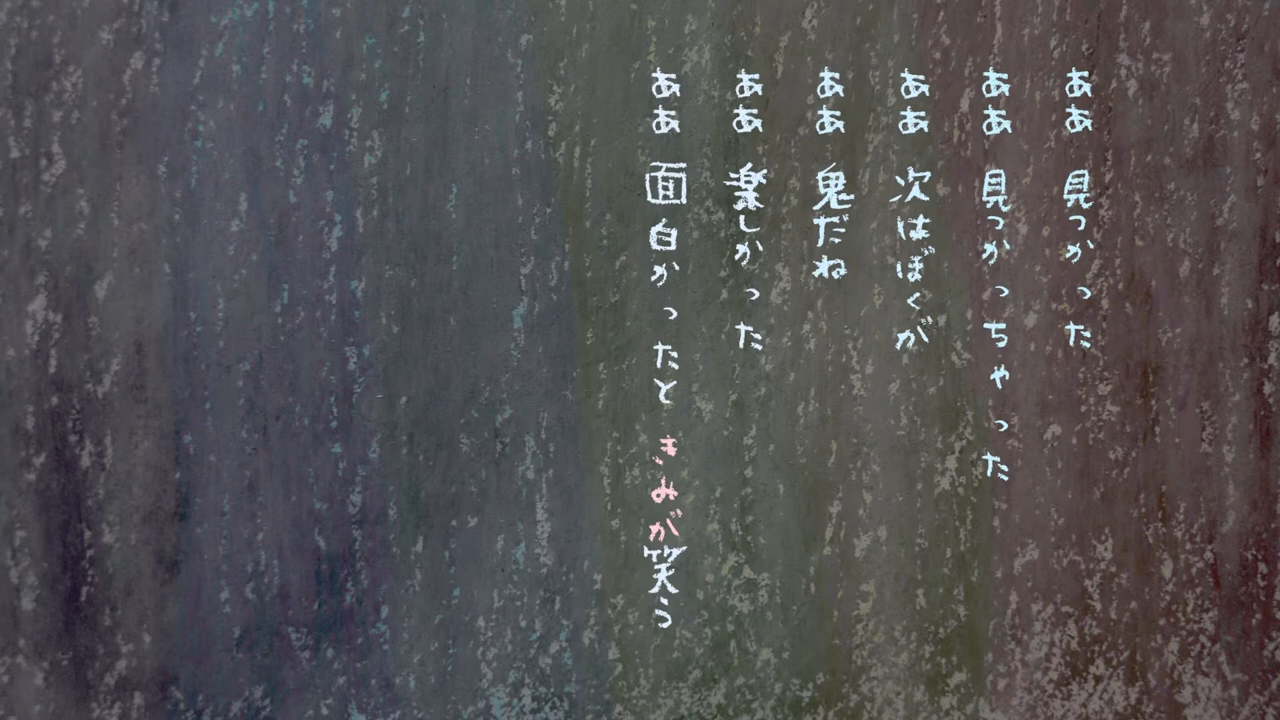 ああ 見つかった
ああ 見つかっちゃった
ああ 次はぼくが
ああ 鬼だね
ああ 楽しかった
ああ 面白かったと きみが笑う